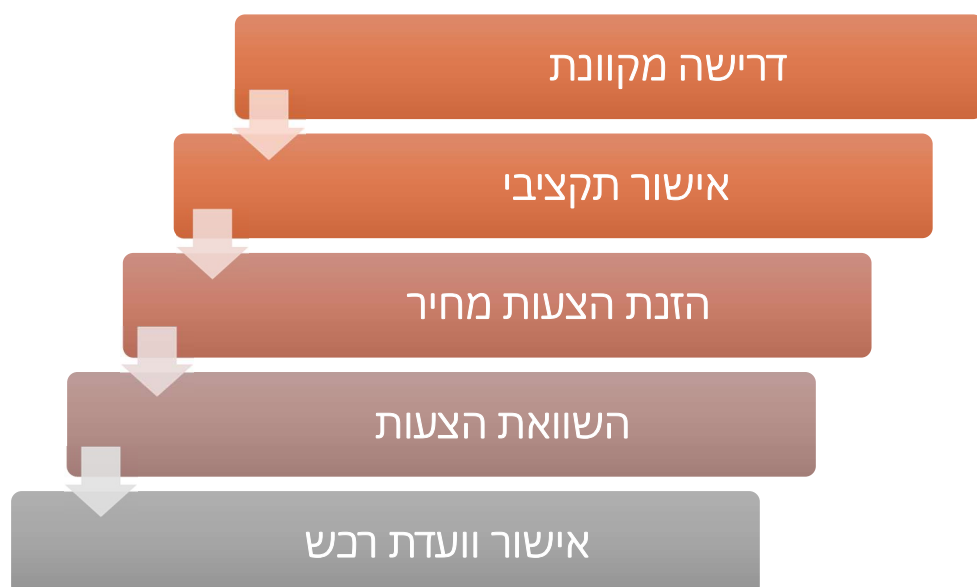 דרישה מקוונת
אישור תקציבי
הזנת הצעות מחיר
השוואת הצעות
אישור וועדת רכש